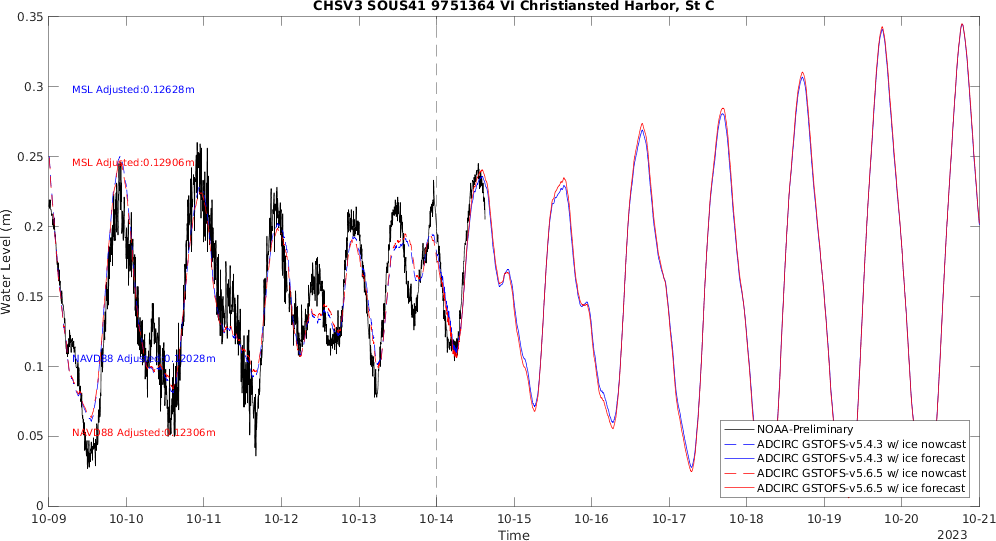 CHSV3 SOUS41 9751364 VI Christiansted Harbor, St C
0.35
0.3
0.25
0.2
0.15
0.1
0.05
0
Water Level (m)
MSL Adjusted:0.12628m
MSL Adjusted:0.12906m
NAVD88 Adjusted:0.12028m
NAVD88 Adjusted:0.12306m
NOAA-Preliminary
ADCIRC GSTOFS-v5.4.3 w/ ice nowcast
ADCIRC GSTOFS-v5.4.3 w/ ice forecast
ADCIRC GSTOFS-v5.6.5 w/ ice nowcast
ADCIRC GSTOFS-v5.6.5 w/ ice forecast
10-09 10-10 10-11 10-12 10-13 10-14 10-15 10-16 10-17 10-18 10-19 10-20 10-21
Time
2023